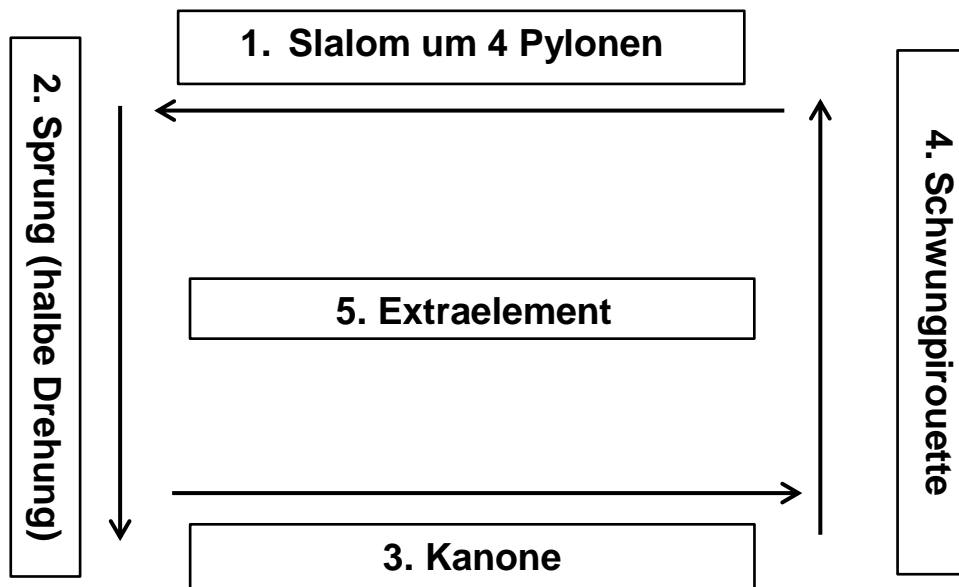 1. Slalom um 4 Pylonen
2. Sprung (halbe Drehung)
3. Kanone
4. Schwungpirouette
5. Extraelement